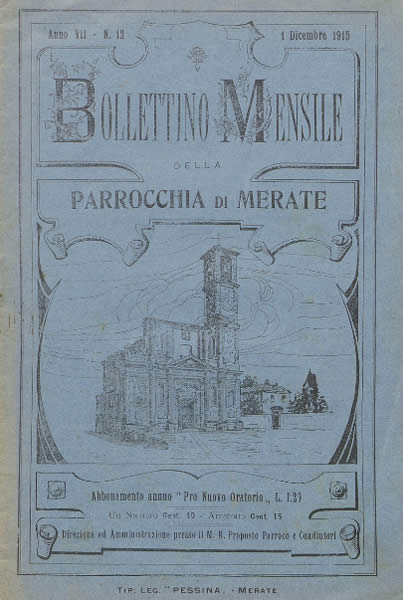 Anno VII - N. 12
1 Dicembre 1915
BOLLETTINO MENSILE
DELLA
PARROCCHIA DI MERATE
Abbonamento annuo "Pro Nuovo Oratorio„ L. 1.20
Un Numero Cent. 10 - Arretrato Cent. 15
Direzione ed Amministrazione presso il M. R. Proposto Parroco e Coadiutori
TIP. LEG. "PESSINA„ - MERATE